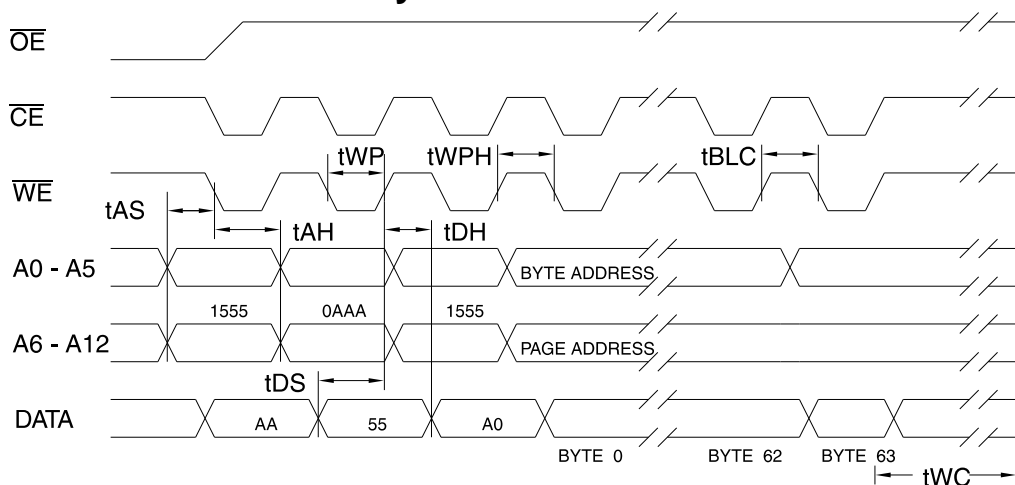 OE
CE
tWP tWPH tBLC
WE
tAS
tAH tDH
A0 - A5 BYTE ADDRESS
1555 0AAA 1555
A6 - A12 PAGE ADDRESS
tDS
DATA AA 55 A0
BYTE 0 BYTE 62 BYTE 63
tWC